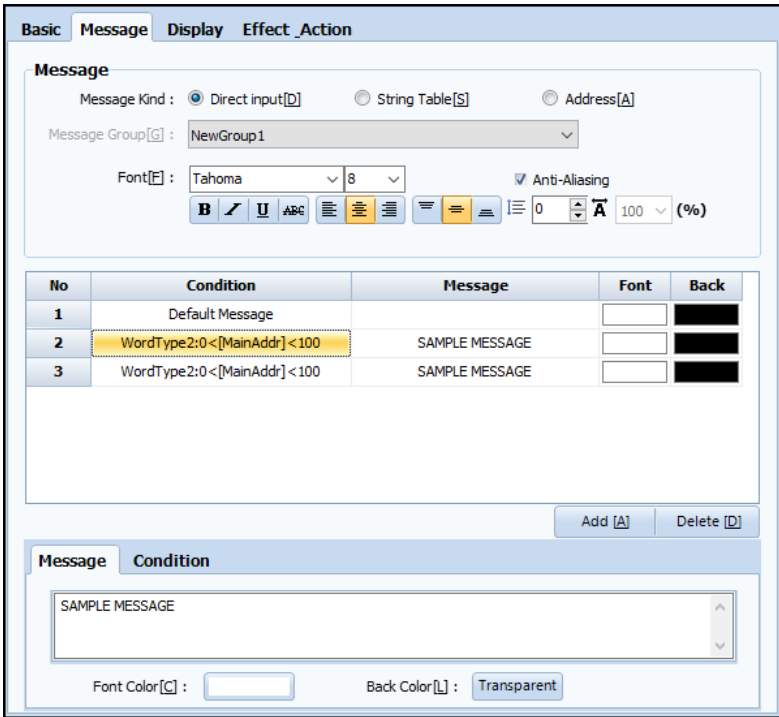 Basic Message Display Effect _Action
Message
Message Kind : Direct input[D] String Table[S] Address[A]
Message Group[G] : NewGroup1
Font[F] : Tahoma 8 Anti-Aliasing
B I U ABC 0 A 100 (%)
No Condition Message Font Back
1 Default Message
2 WordType2:0<[MainAddr]<100 SAMPLE MESSAGE
3 WordType2:0<[MainAddr]<100 SAMPLE MESSAGE
Add [A] Delete [D]
Message Condition
SAMPLE MESSAGE
Font Color[C] : Back Color[L] : Transparent